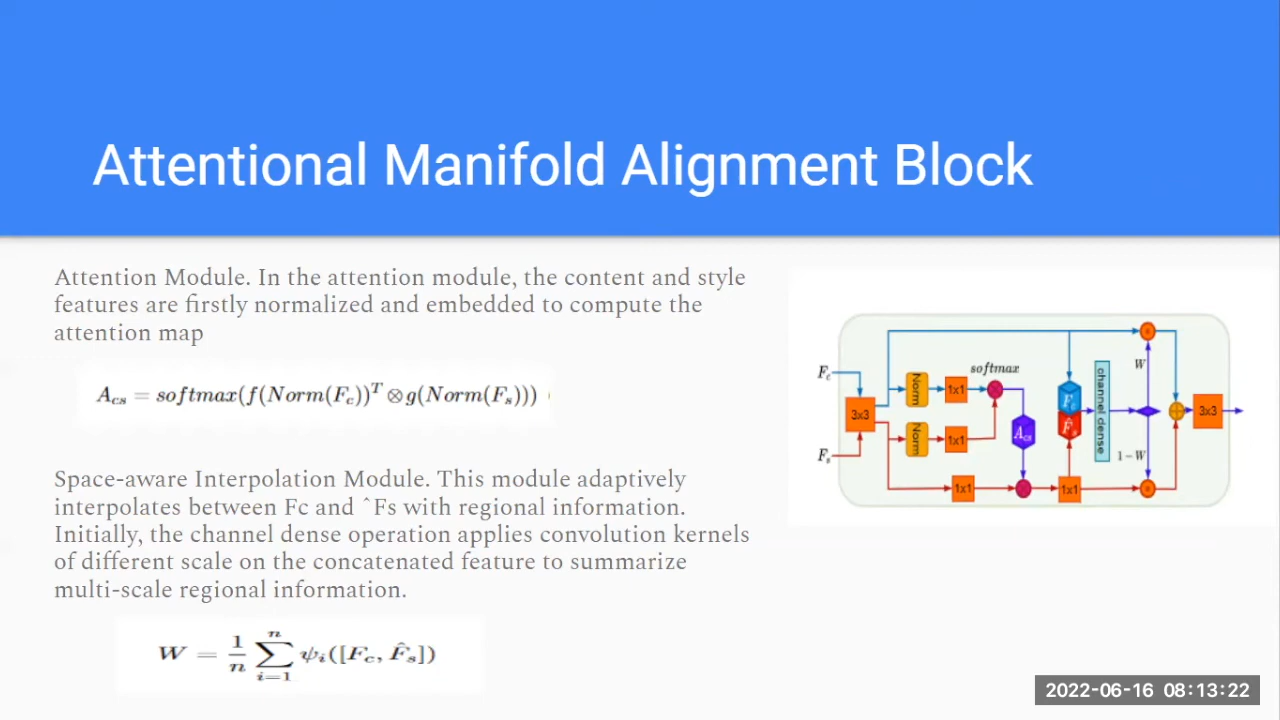 Attentional Manifold Alignment Block
Attention Module. In the attention module, the content and style
features are firstly normalized and embedded to compute the
attention map
A_cs = softmax(f(Norm(F_c))^T ⊗ g(Norm(F_s)))
Space-aware Interpolation Module. This module adaptively
interpolates between Fc and ˆFs with regional information.
Initially, the channel dense operation applies convolution kernels
of different scale on the concatenated feature to summarize
multi-scale regional information.
W = 1/n ∑_{i=1}^{n} ψ_i([F_c, F̂_s])
F_c
F_s
3x3
Norm
1x1
softmax
Norm
1x1
A_cs
1x1
1x1
F_c
F̂_s
channel dense
W
1−W
3x3
2022-06-16 08:13:22